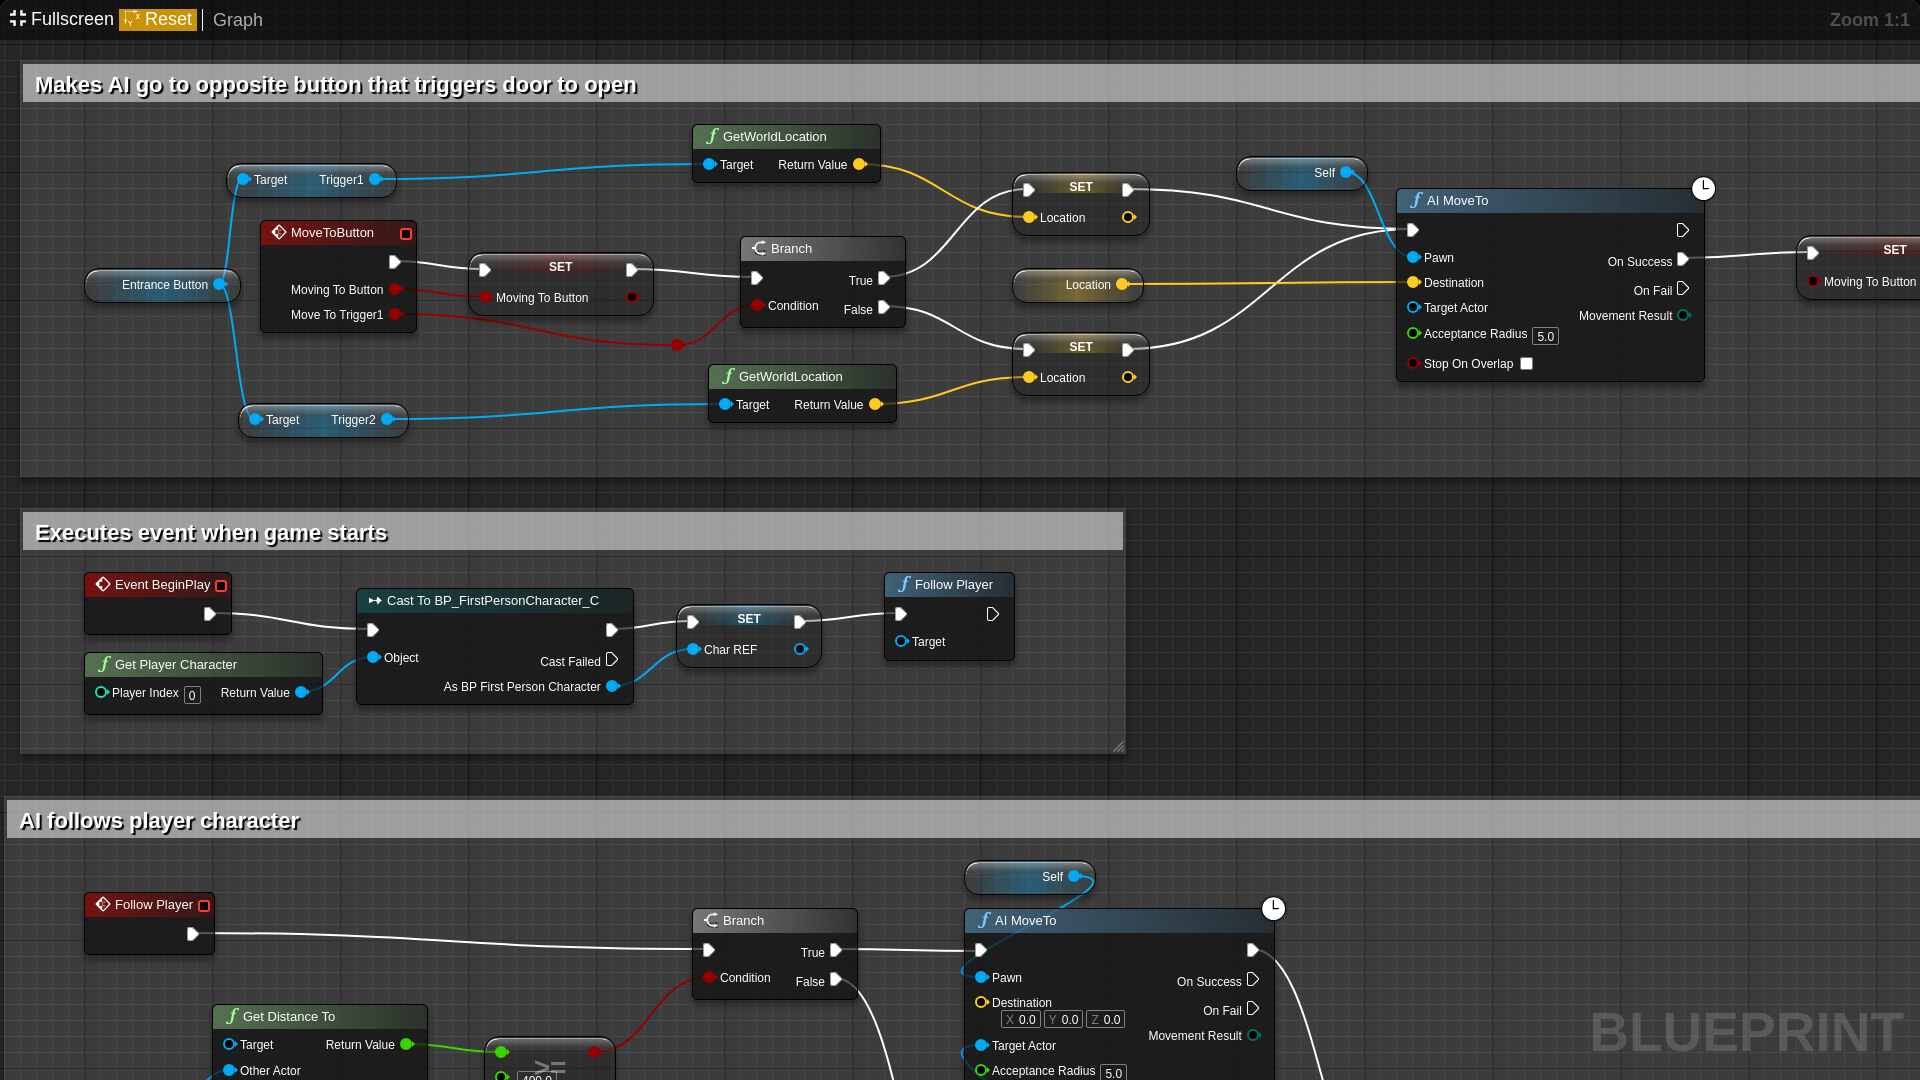 Fullscreen Reset Graph Zoom 1:1
Makes AI go to opposite button that triggers door to open
GetWorldLocation
Target Return Value
Target Trigger1
MoveToButton
Moving To Button
Move To Trigger1
Entrance Button
SET
Moving To Button
Branch
True
Condition
False
SET
Location
Location
SET
Location
Self
AI MoveTo
Pawn
On Success
Destination
On Fail
Target Actor
Movement Result
Acceptance Radius 5.0
Stop On Overlap
SET
Moving To Button
GetWorldLocation
Target Return Value
Target Trigger2
Executes event when game starts
Event BeginPlay
Get Player Character
Player Index 0 Return Value
Cast To BP_FirstPersonCharacter_C
Object
Cast Failed
As BP First Person Character
SET
Char REF
Follow Player
Target
AI follows player character
Follow Player
Branch
True
Condition
False
Self
AI MoveTo
Pawn
On Success
Destination
X 0.0 Y 0.0 Z 0.0
On Fail
Movement Result
Target Actor
Acceptance Radius 5.0
Get Distance To
Target Return Value
Other Actor
>=
400.0
BLUEPRINT